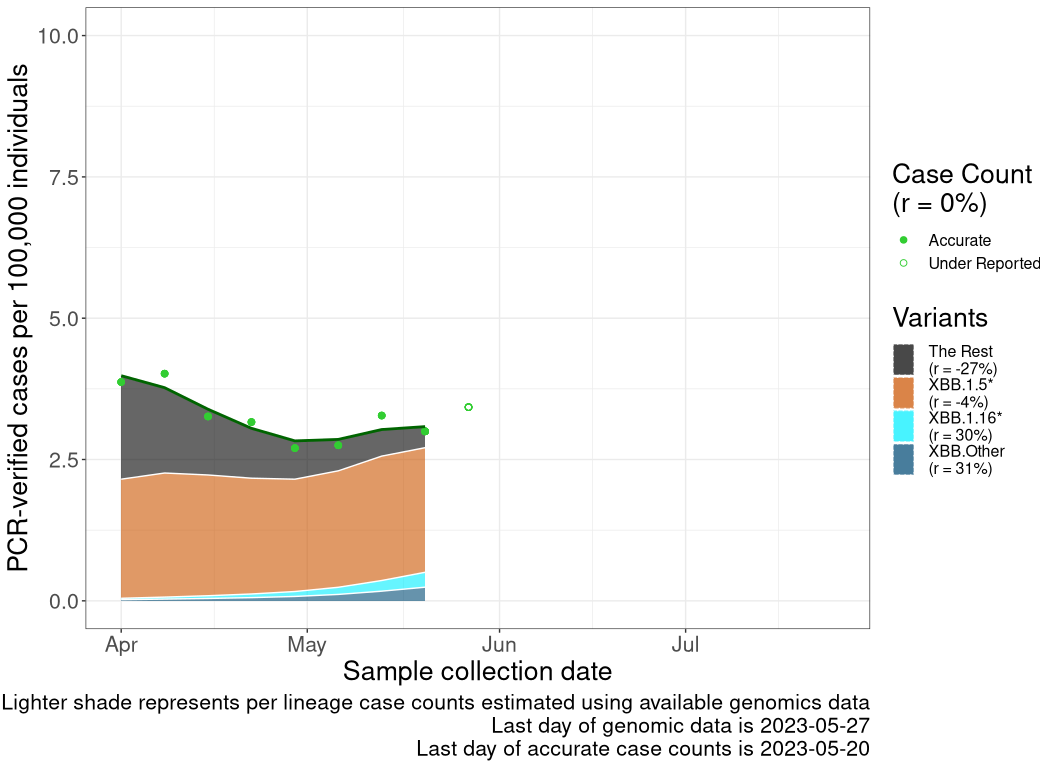 PCR-verified cases per 100,000 individuals
10.0
7.5
5.0
2.5
0.0
Apr
May
Jun
Jul
Sample collection date
Case Count
(r = 0%)
Accurate
Under Reported
Variants
The Rest
(r = -27%)
XBB.1.5*
(r = -4%)
XBB.1.16*
(r = 30%)
XBB.Other
(r = 31%)
Lighter shade represents per lineage case counts estimated using available genomics data
Last day of genomic data is 2023-05-27
Last day of accurate case counts is 2023-05-20